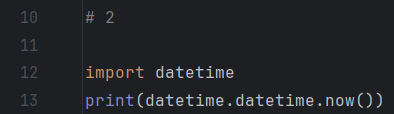 10 # 2
11
12 import datetime
13 print(datetime.datetime.now())